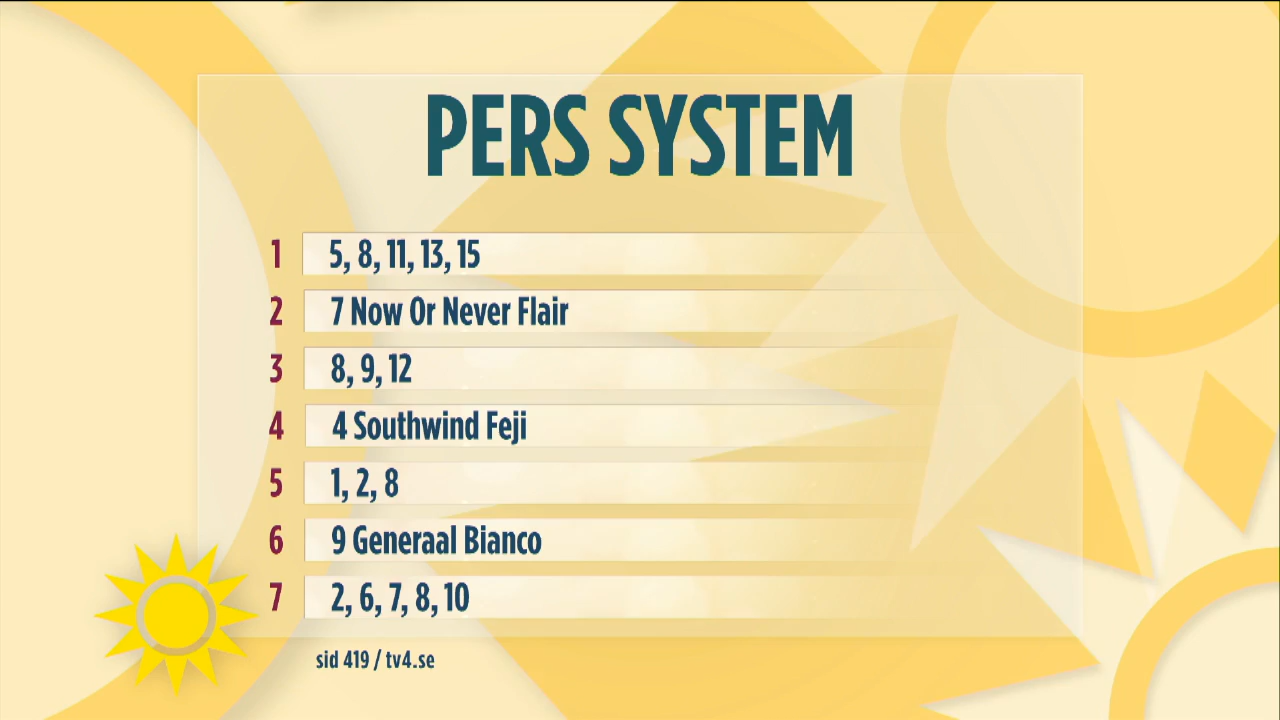 PERS SYSTEM
1 5, 8, 11, 13, 15
2 7 Now Or Never Flair
3 8, 9, 12
4 4 Southwind Feji
5 1, 2, 8
6 9 Generaal Bianco
7 2, 6, 7, 8, 10
sid 419 / tv4.se